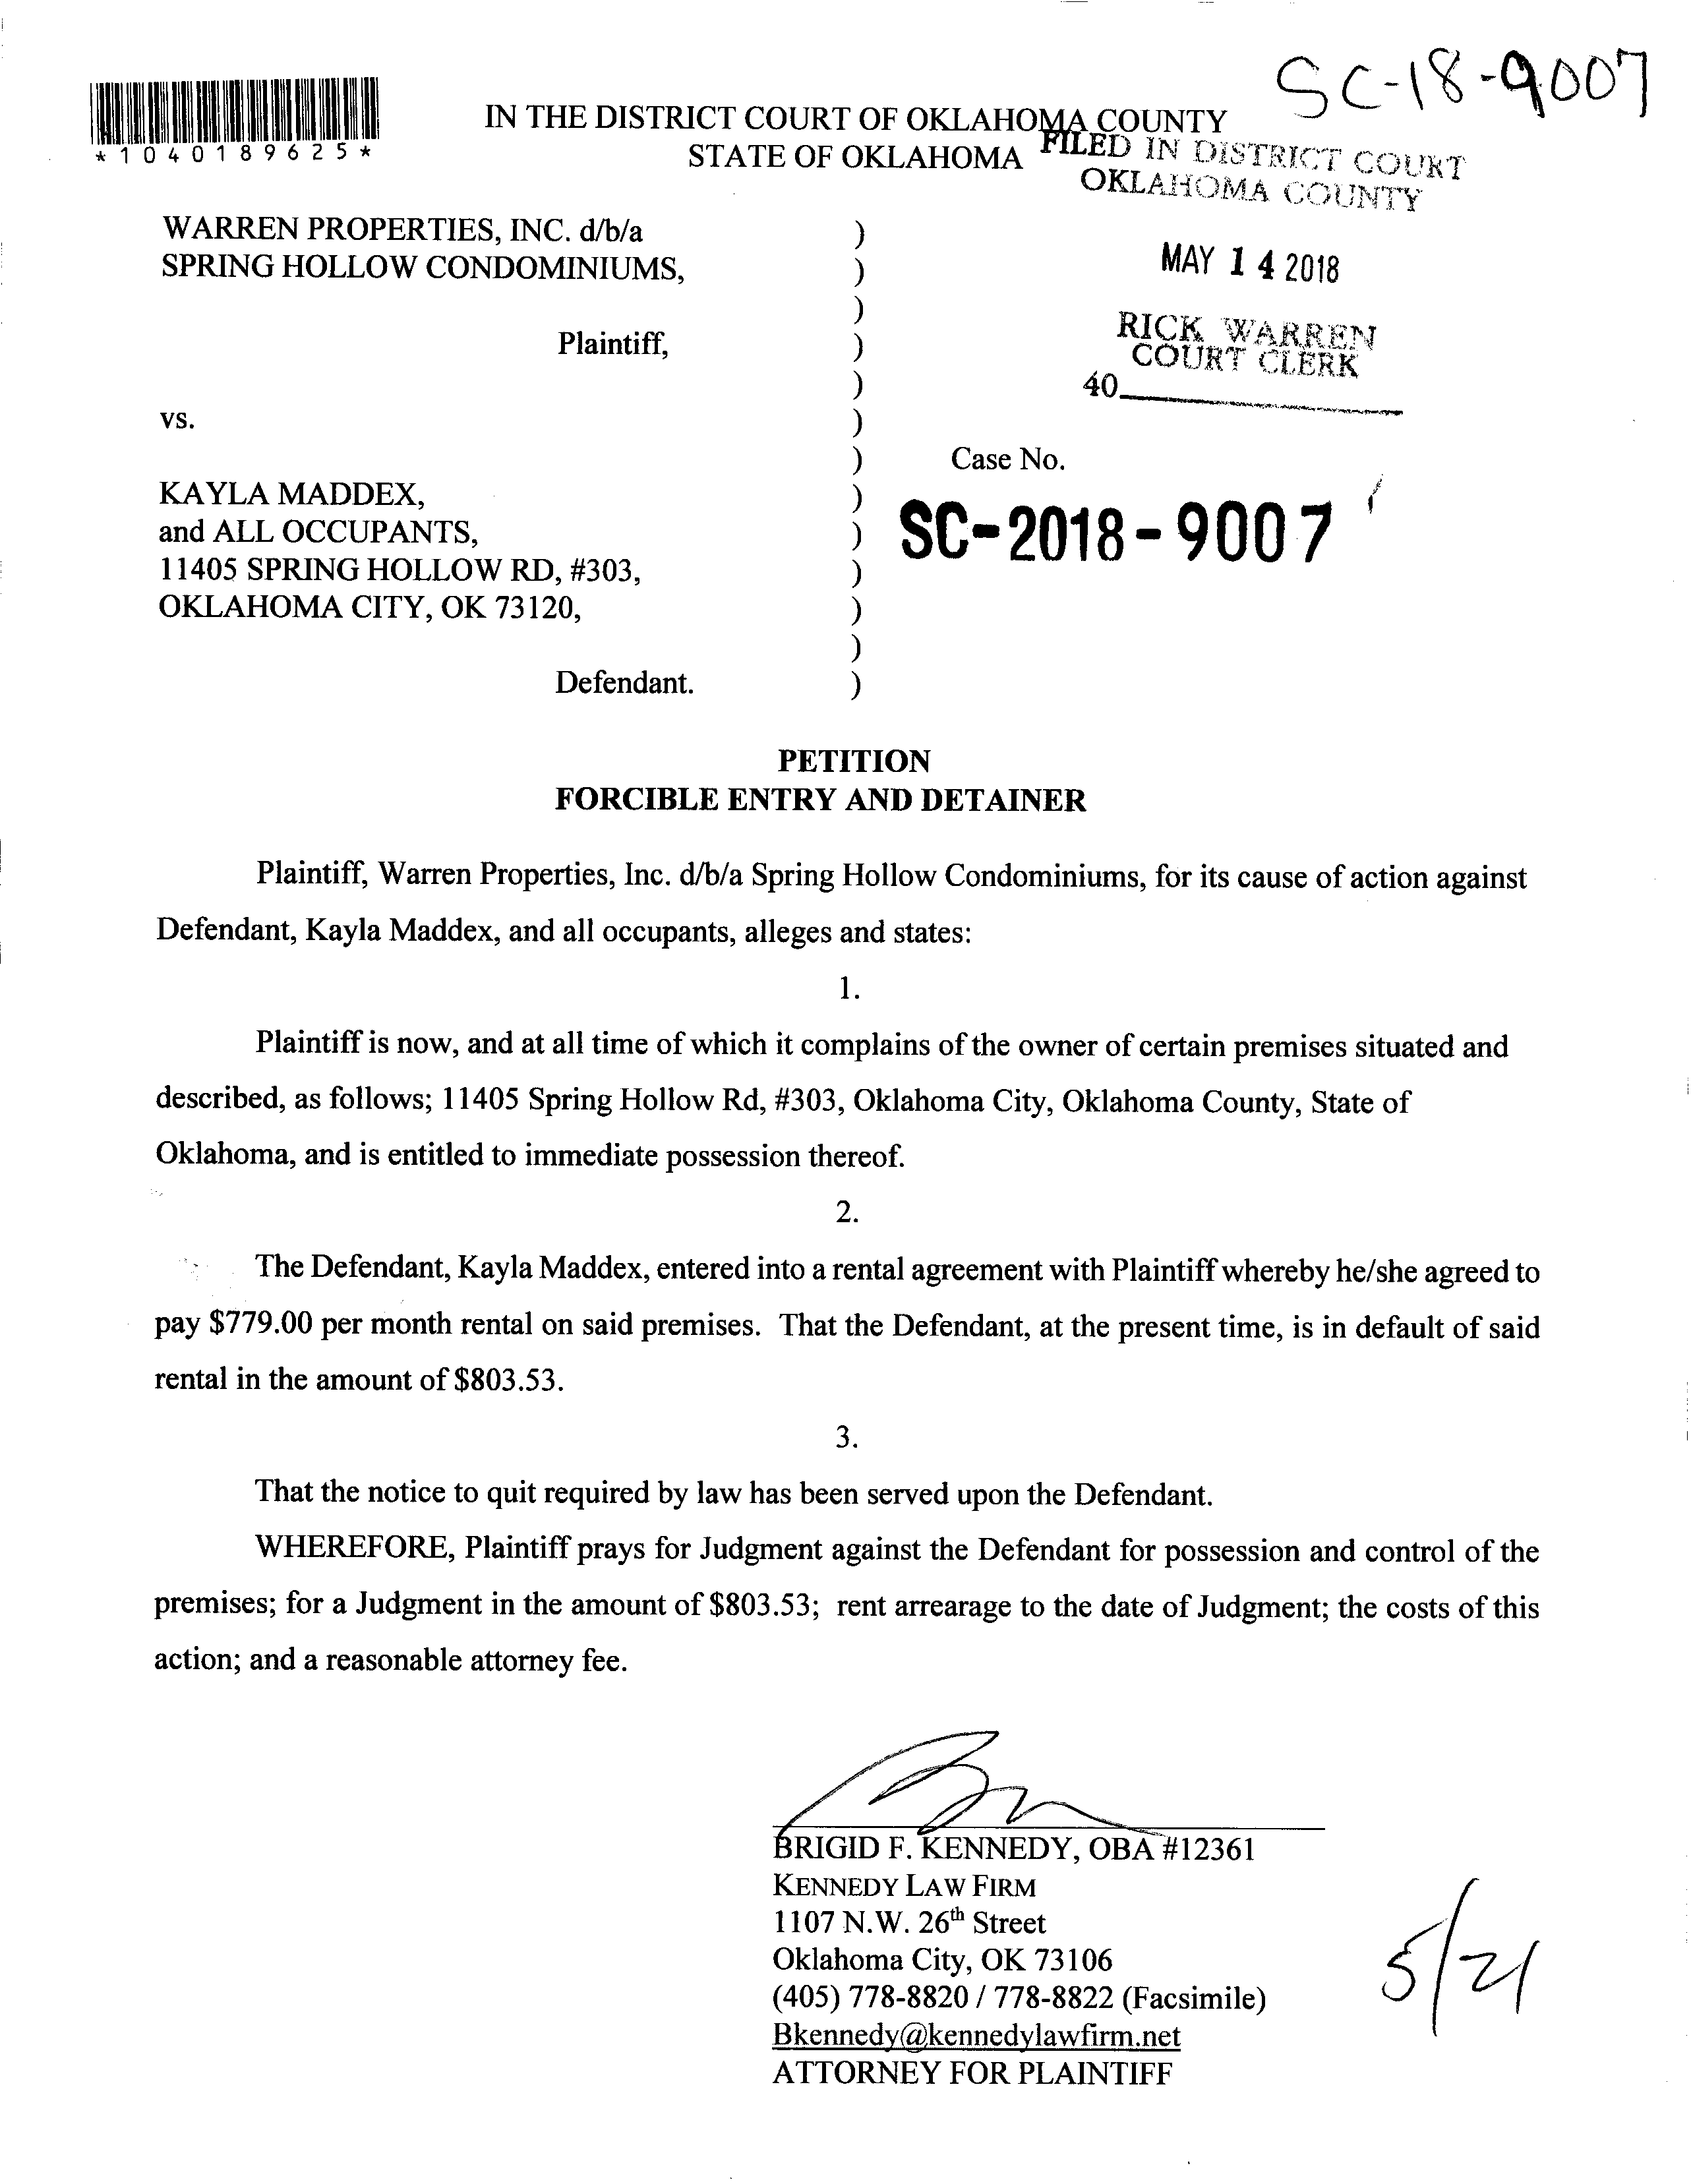 SC-18-9007
*1040189625*
IN THE DISTRICT COURT OF OKLAHOMA COUNTY
STATE OF OKLAHOMA
FILED IN DISTRICT COURT
OKLAHOMA COUNTY
MAY 14 2018
RICK WARREN
COURT CLERK
40
WARREN PROPERTIES, INC. d/b/a )
SPRING HOLLOW CONDOMINIUMS, )
)
Plaintiff, )
)
vs. )
) Case No.
KAYLA MADDEX, )
and ALL OCCUPANTS, ) SC-2018-9007
11405 SPRING HOLLOW RD, #303, )
OKLAHOMA CITY, OK 73120, )
)
Defendant. )
PETITION
FORCIBLE ENTRY AND DETAINER
Plaintiff, Warren Properties, Inc. d/b/a Spring Hollow Condominiums, for its cause of action against
Defendant, Kayla Maddex, and all occupants, alleges and states:
1.
Plaintiff is now, and at all time of which it complains of the owner of certain premises situated and
described, as follows; 11405 Spring Hollow Rd, #303, Oklahoma City, Oklahoma County, State of
Oklahoma, and is entitled to immediate possession thereof.
2.
The Defendant, Kayla Maddex, entered into a rental agreement with Plaintiff whereby he/she agreed to
pay $779.00 per month rental on said premises. That the Defendant, at the present time, is in default of said
rental in the amount of $803.53.
3.
That the notice to quit required by law has been served upon the Defendant.
WHEREFORE, Plaintiff prays for Judgment against the Defendant for possession and control of the
premises; for a Judgment in the amount of $803.53; rent arrearage to the date of Judgment; the costs of this
action; and a reasonable attorney fee.
BRIGID F. KENNEDY, OBA #12361
KENNEDY LAW FIRM
1107 N.W. 26th Street
Oklahoma City, OK 73106
(405) 778-8820 / 778-8822 (Facsimile)
Bkennedy@kennedylawfirm.net
ATTORNEY FOR PLAINTIFF
5/21